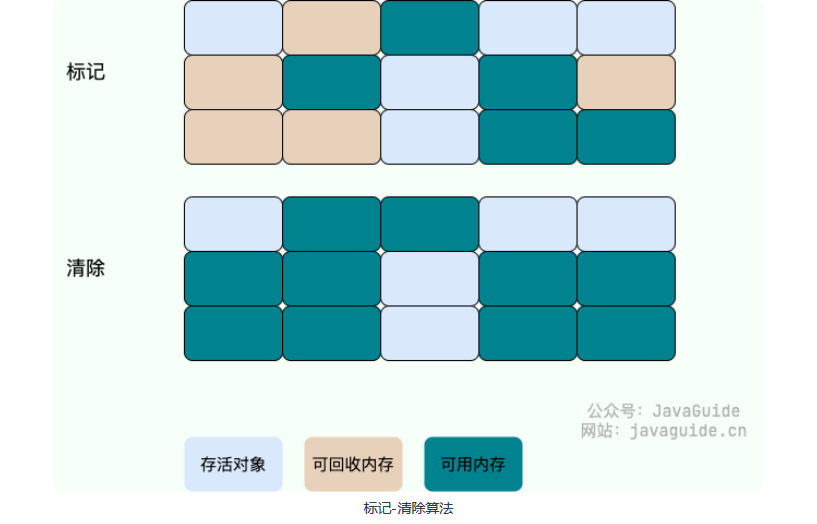 标记
清除
公众号：JavaGuide
网站：javaguide.cn
存活对象
可回收内存
可用内存
标记-清除算法